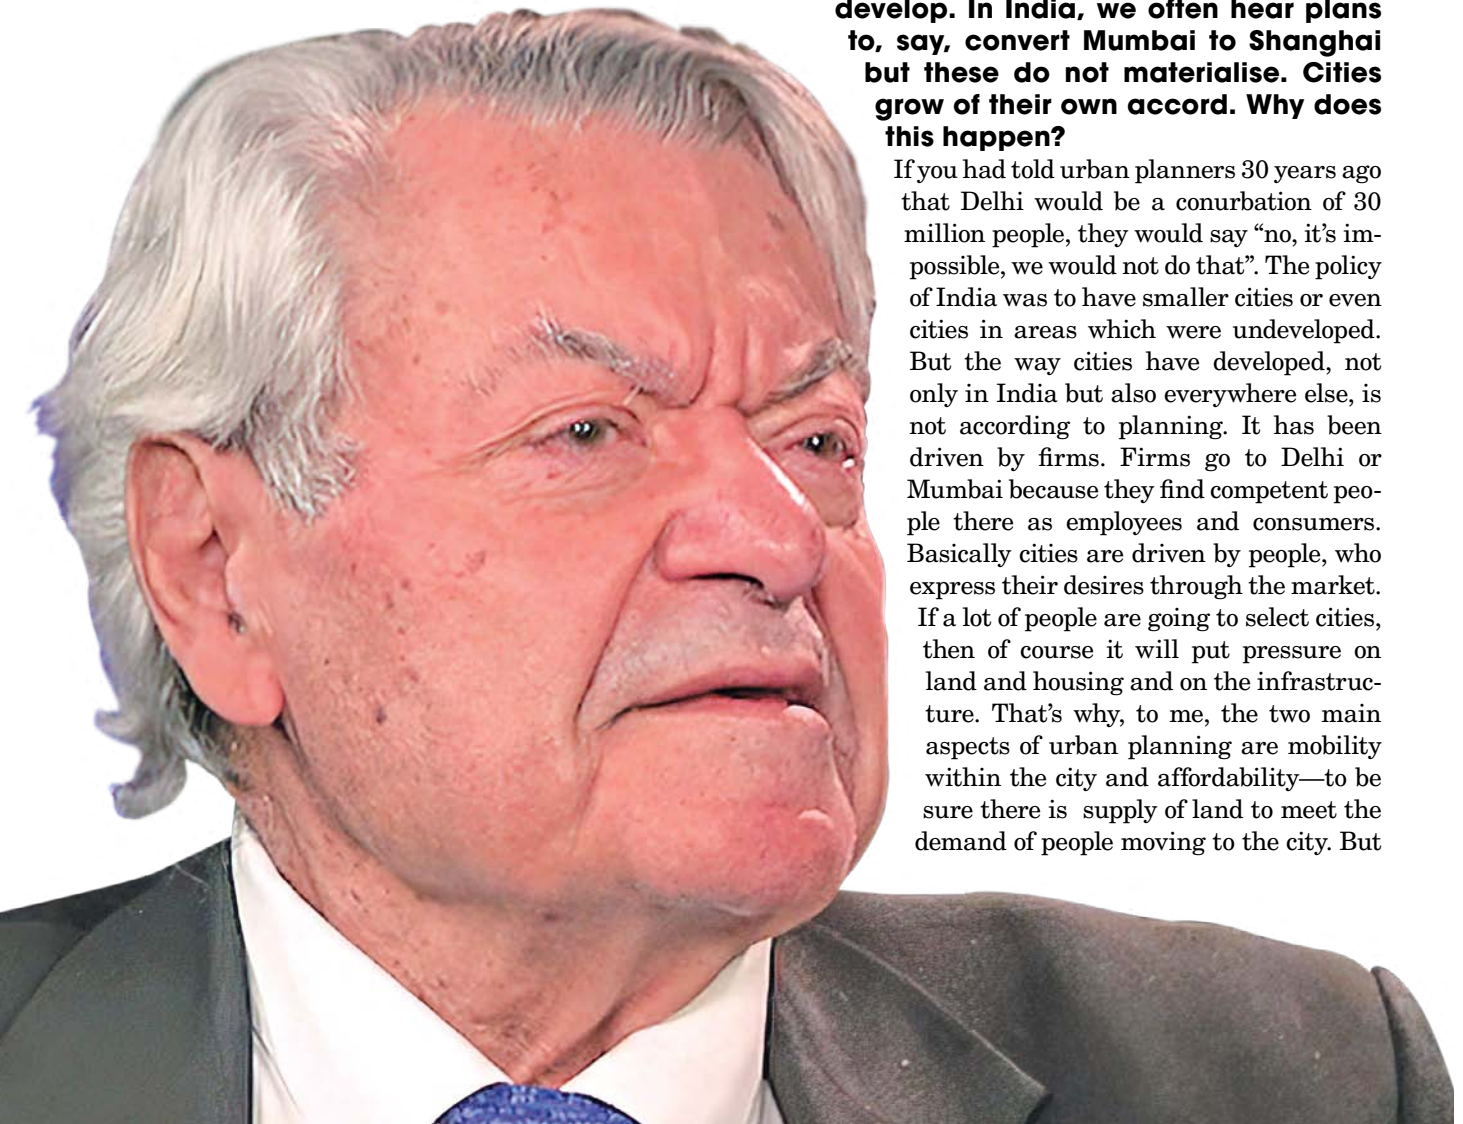 develop. In India, we often hear plans
to, say, convert Mumbai to Shanghai
but these do not materialise. Cities
grow of their own accord. Why does
this happen?
If you had told urban planners 30 years ago
that Delhi would be a conurbation of 30
million people, they would say “no, it’s im-
possible, we would not do that”. The policy
of India was to have smaller cities or even
cities in areas which were undeveloped.
But the way cities have developed, not
only in India but also everywhere else, is
not according to planning. It has been
driven by firms. Firms go to Delhi or
Mumbai because they find competent peo-
ple there as employees and consumers.
Basically cities are driven by people, who
express their desires through the market.
If a lot of people are going to select cities,
then of course it will put pressure on
land and housing and on the infrastruc-
ture. That’s why, to me, the two main
aspects of urban planning are mobility
within the city and affordability—to be
sure there is supply of land to meet the
demand of people moving to the city. But